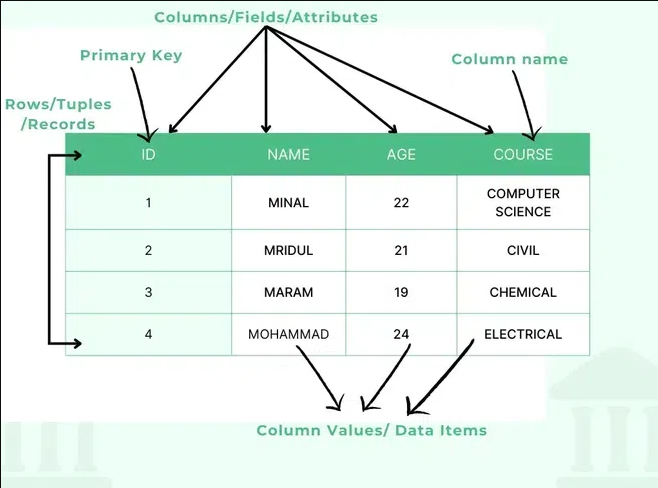 Columns/Fields/Attributes
Primary Key
Column name
Rows/Tuples
/Records
ID NAME AGE COURSE
1 MINAL 22 COMPUTER
SCIENCE
2 MRIDUL 21 CIVIL
3 MARAM 19 CHEMICAL
4 MOHAMMAD 24 ELECTRICAL
Column Values/ Data Items